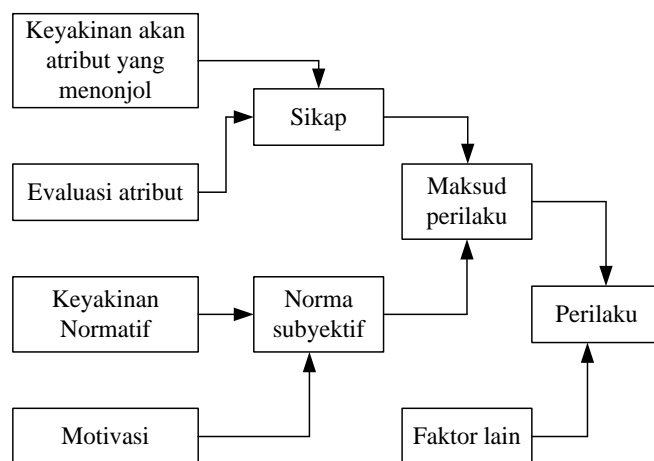 Keyakinan akan
atribut yang
menonjol
Sikap
Evaluasi atribut
Maksud
perilaku
Keyakinan
Normatif
Norma
subyektif
Perilaku
Motivasi
Faktor lain